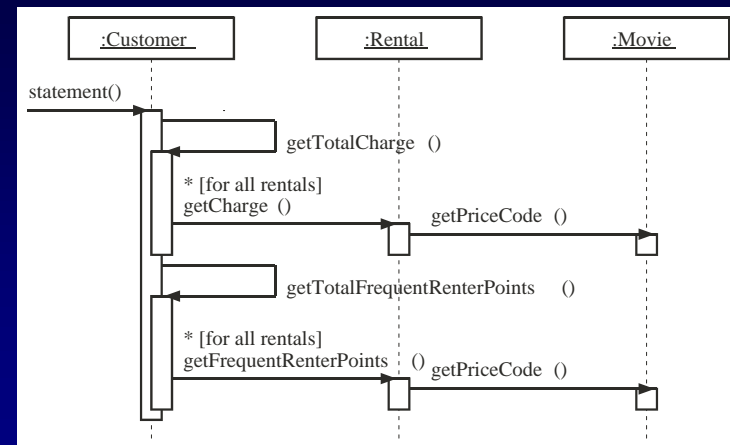 :Customer
:Rental
:Movie
statement()
getTotalCharge ()
* [for all rentals]
getCharge ()
getPriceCode ()
getTotalFrequentRenterPoints ()
* [for all rentals]
getFrequentRenterPoints ()
getPriceCode ()